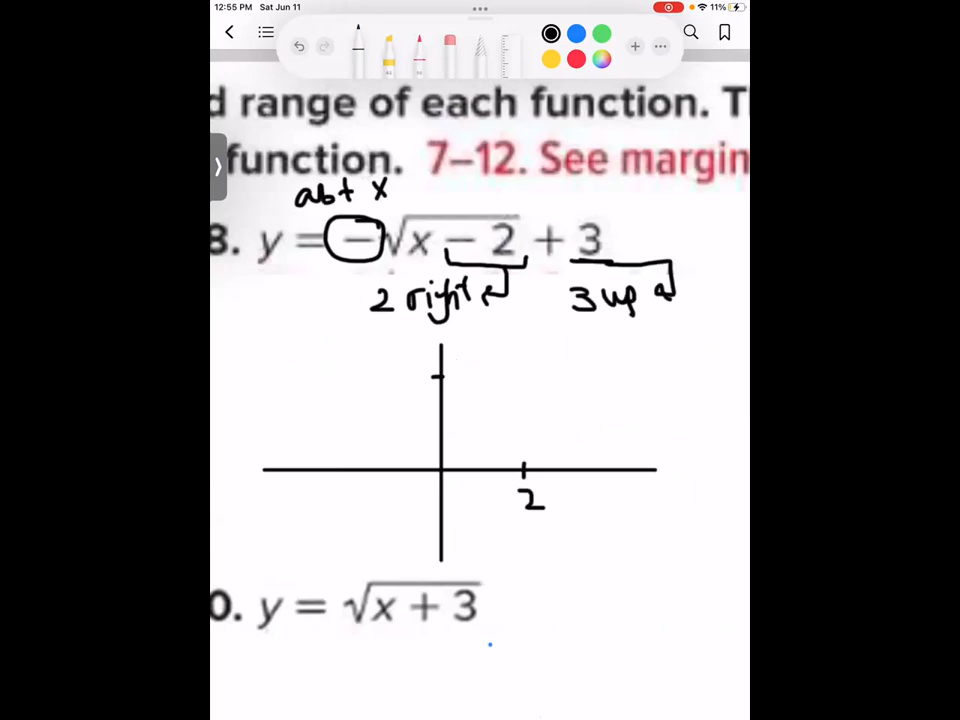 12:55 PM Sat Jun 11
11%
d range of each function. T
function. 7–12. See margin
abt x
8. y = −√x − 2 + 3
2 right
3 up
2
0. y = √x + 3